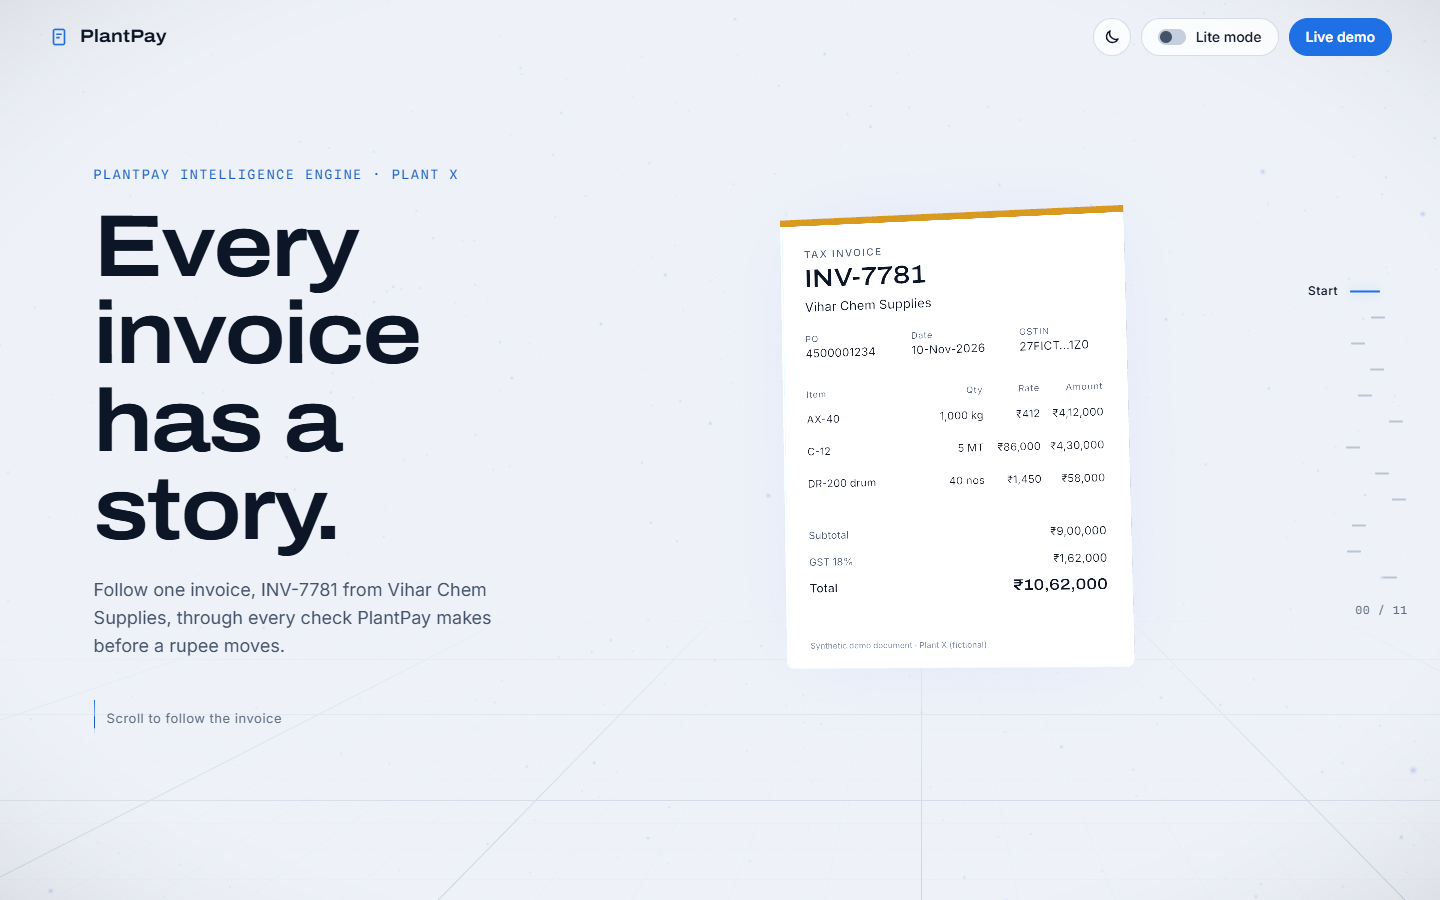 PlantPay
Lite mode
Live demo
PLANTPAY INTELLIGENCE ENGINE · PLANT X
Every
invoice
has a
story.
Follow one invoice, INV-7781 from Vihar Chem
Supplies, through every check PlantPay makes
before a rupee moves.
Scroll to follow the invoice
TAX INVOICE
INV-7781
Vihar Chem Supplies
PO Date GSTIN
4500001234 10-Nov-2026 27FICT...1Z0
Item Qty Rate Amount
AX-40 1,000 kg ₹412 ₹4,12,000
C-12 5 MT ₹86,000 ₹4,30,000
DR-200 drum 40 nos ₹1,450 ₹58,000
Subtotal ₹9,00,000
GST 18% ₹1,62,000
Total ₹10,62,000
Synthetic demo document · Plant X (fictional)
Start
00 / 11